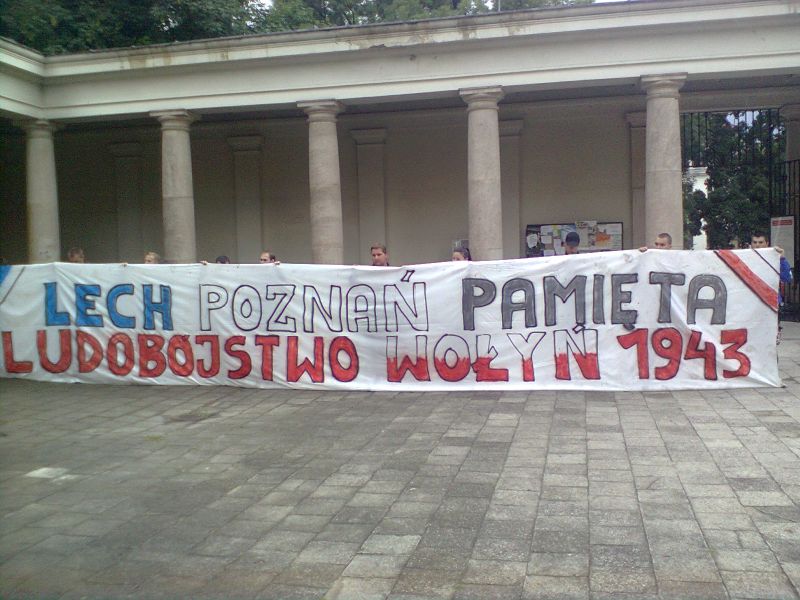 LECH POZNAŃ PAMIĘTA
LUDOBÓJSTWO WOŁYŃ 1943